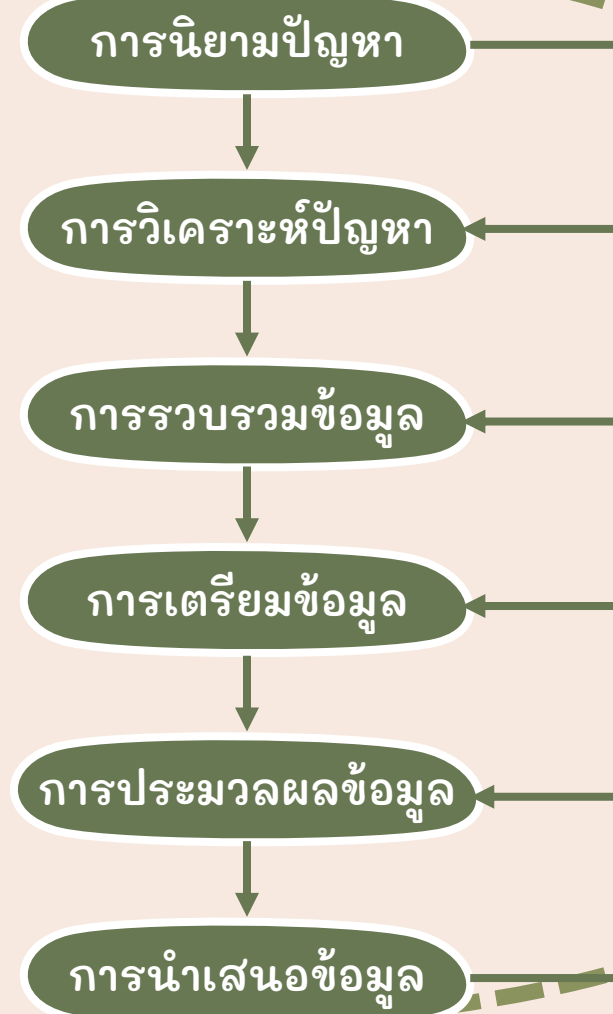 การนิยามปัญหา
การวิเคราะห์ปัญหา
การรวบรวมข้อมูล
การเตรียมข้อมูล
การประมวลผลข้อมูล
การนำเสนอข้อมูล